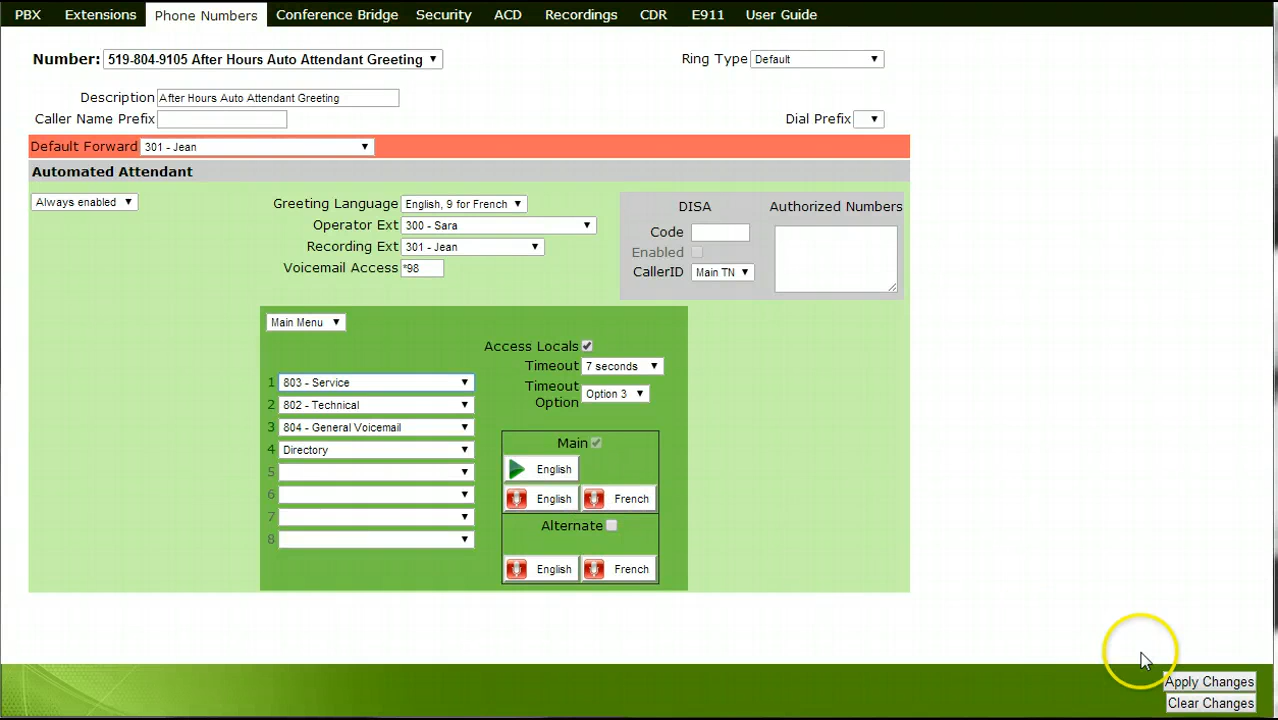 PBX Extensions Phone Numbers Conference Bridge Security ACD Recordings CDR E911 User Guide
Number: 519-804-9105 After Hours Auto Attendant Greeting Ring Type Default
Description After Hours Auto Attendant Greeting
Caller Name Prefix Dial Prefix
Default Forward 301 - Jean
Automated Attendant
Always enabled Greeting Language English, 9 for French DISA Authorized Numbers
Operator Ext 300 - Sara Code
Recording Ext 301 - Jean Enabled
Voicemail Access *98 CallerID Main TN
Main Menu
Access Locals
Timeout 7 seconds
1 803 - Service Timeout Option Option 3
2 802 - Technical
3 804 - General Voicemail
4 Directory Main
5 English
6 English French
7 Alternate
8
English French
Apply Changes
Clear Changes